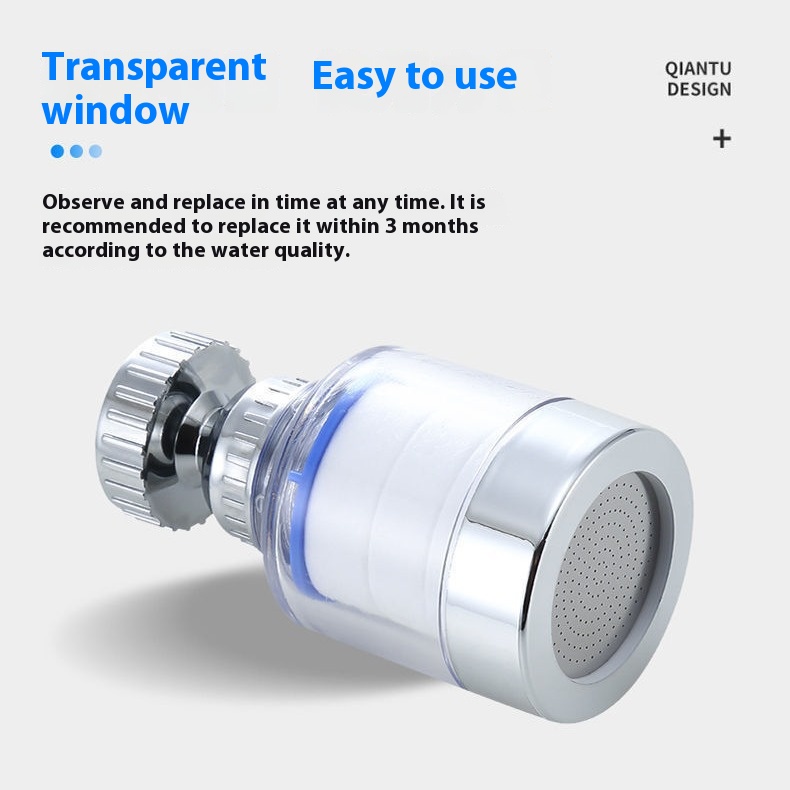 Transparent
window
Easy to use
QIANTU
DESIGN
+
Observe and replace in time at any time. It is
recommended to replace it within 3 months
according to the water quality.